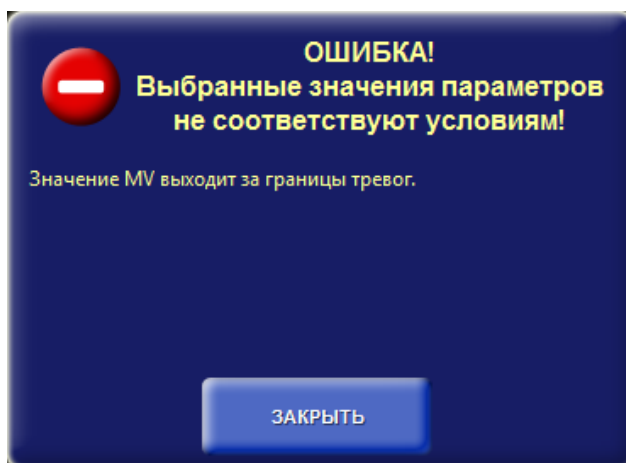 ОШИБКА!
Выбранные значения параметров
не соответствуют условиям!
Значение MV выходит за границы тревог.
ЗАКРЫТЬ